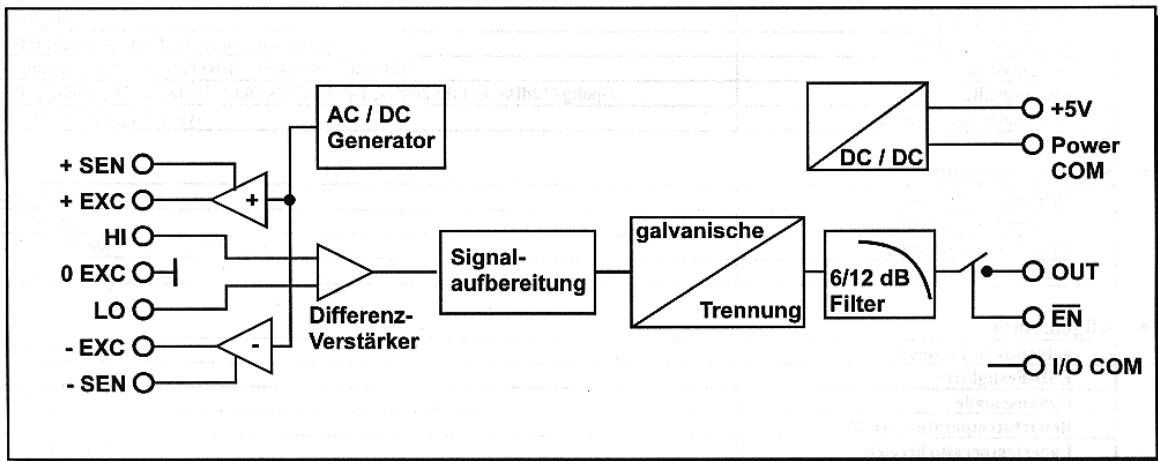 AC / DC
Generator
+5V
DC / DC
Power
COM
+ SEN
+ EXC
+
HI
0 EXC
LO
- EXC
-
- SEN
Differenz-
Verstärker
Signal-
aufbereitung
galvanische
Trennung
6/12 dB
Filter
OUT
EN
I/O COM